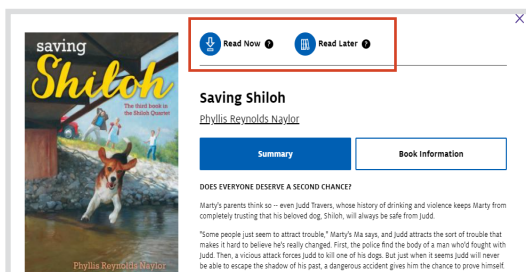 saving
Shiloh
The third book in
the Shiloh Quartet
Phyllis Reynolds Naylor
Read Now ?
Read Later ?
Saving Shiloh
Phyllis Reynolds Naylor
Summary
Book Information
DOES EVERYONE DESERVE A SECOND CHANCE?
Marty's parents think so -- even Judd Travers, whose history of drinking and violence keeps Marty from
completely trusting that his beloved dog, Shiloh, will always be safe from Judd.
"Some people just seem to attract trouble," Marty's Ma says, and Judd attracts the sort of trouble that
makes it hard to believe he's really changed. First, the police find the body of a man who'd fought with
Judd. Then, a vicious attack forces Judd to kill one of his dogs. But just when it seems Judd will never
be able to escape the shadow of his past, a dangerous accident gives him the chance to prove himself.